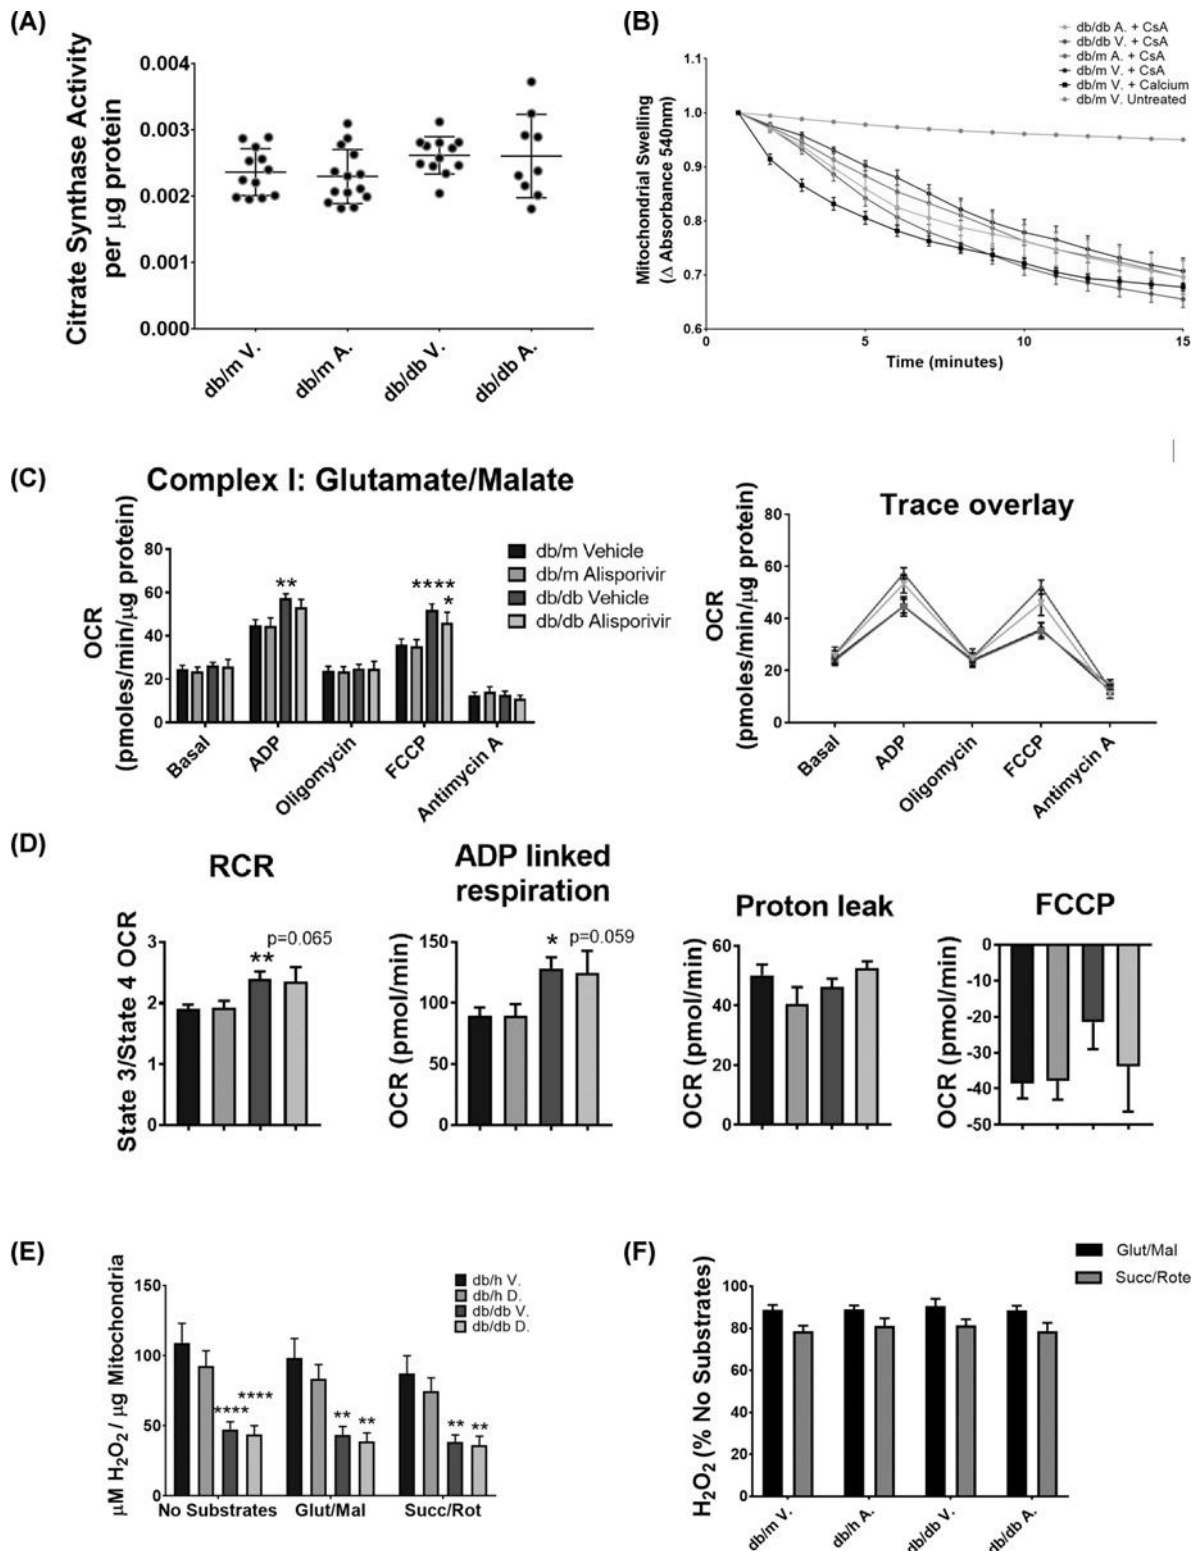 (A)
Citrate Synthase Activity
per μg protein
0.004
0.003
0.002
0.001
0.000
db/m V.
db/m A.
db/db V.
db/db A.
(B)
db/db A. + CsA
db/db V. + CsA
db/m A. + CsA
db/m V. + CsA
db/m V. + Calcium
db/m V. Untreated
Mitochondrial Swelling
(Δ Absorbance 540nm)
1.1
1.0
0.9
0.8
0.7
0.6
0
5
10
15
Time (minutes)
(C)
Complex I: Glutamate/Malate
OCR
(pmoles/min/μg protein)
80
60
40
20
0
**
****
*
db/m Vehicle
db/m Alisporivir
db/db Vehicle
db/db Alisporivir
Basal
ADP
Oligomycin
FCCP
Antimycin A
Trace overlay
OCR
(pmoles/min/μg protein)
80
60
40
20
0
Basal
ADP
Oligomycin
FCCP
Antimycin A
(D)
RCR
State 3/State 4 OCR
3
2
1
0
**
p=0.065
ADP linked
respiration
OCR (pmol/min)
150
100
50
0
*
p=0.059
Proton leak
OCR (pmol/min)
60
40
20
0
FCCP
OCR (pmol/min)
0
-10
-20
-30
-40
-50
(E)
μM H₂O₂ / μg Mitochondria
150
100
50
0
db/h V.
db/h D.
db/db V.
db/db D.
****
****
**
**
**
**
No Substrates
Glut/Mal
Succ/Rot
(F)
Glut/Mal
Succ/Rote
H₂O₂ (% No Substrates)
100
80
60
40
20
0
db/m V.
db/h A.
db/db V.
db/db A.